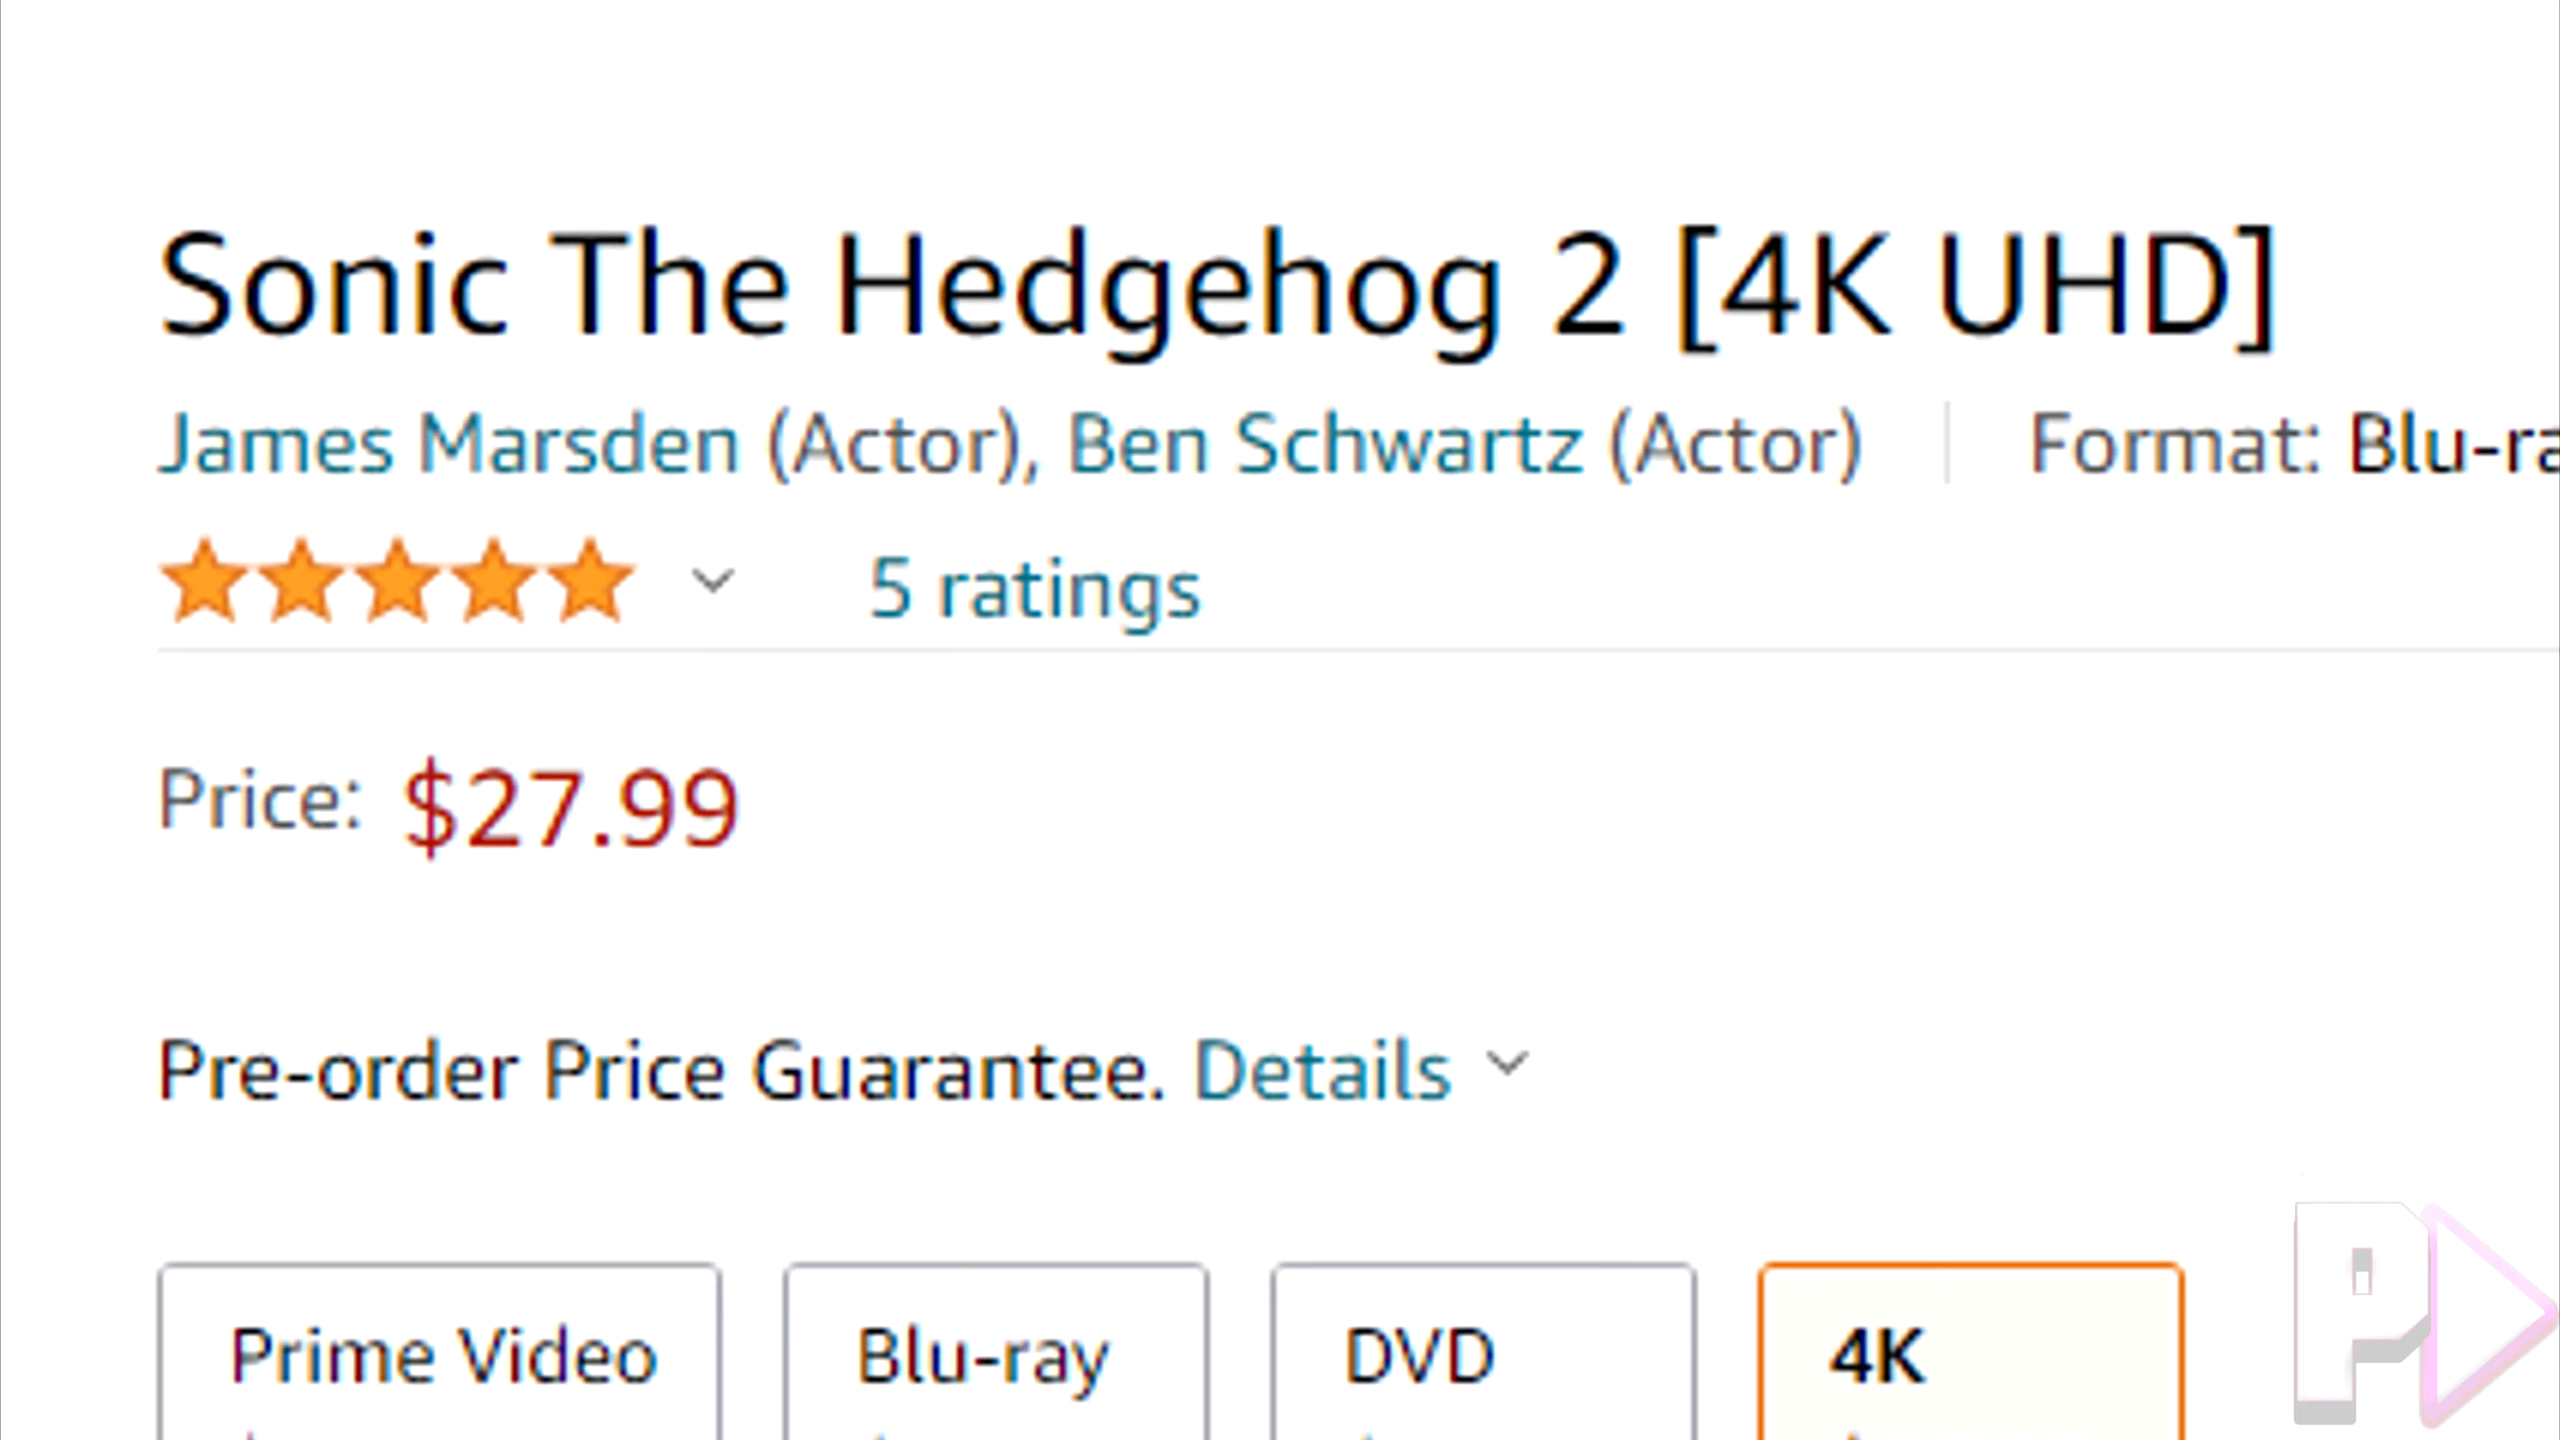 Sonic The Hedgehog 2 [4K UHD]
James Marsden (Actor), Ben Schwartz (Actor) Format: Blu-ra
5 ratings
Price: $27.99
Pre-order Price Guarantee. Details
Prime Video Blu-ray DVD 4K
P